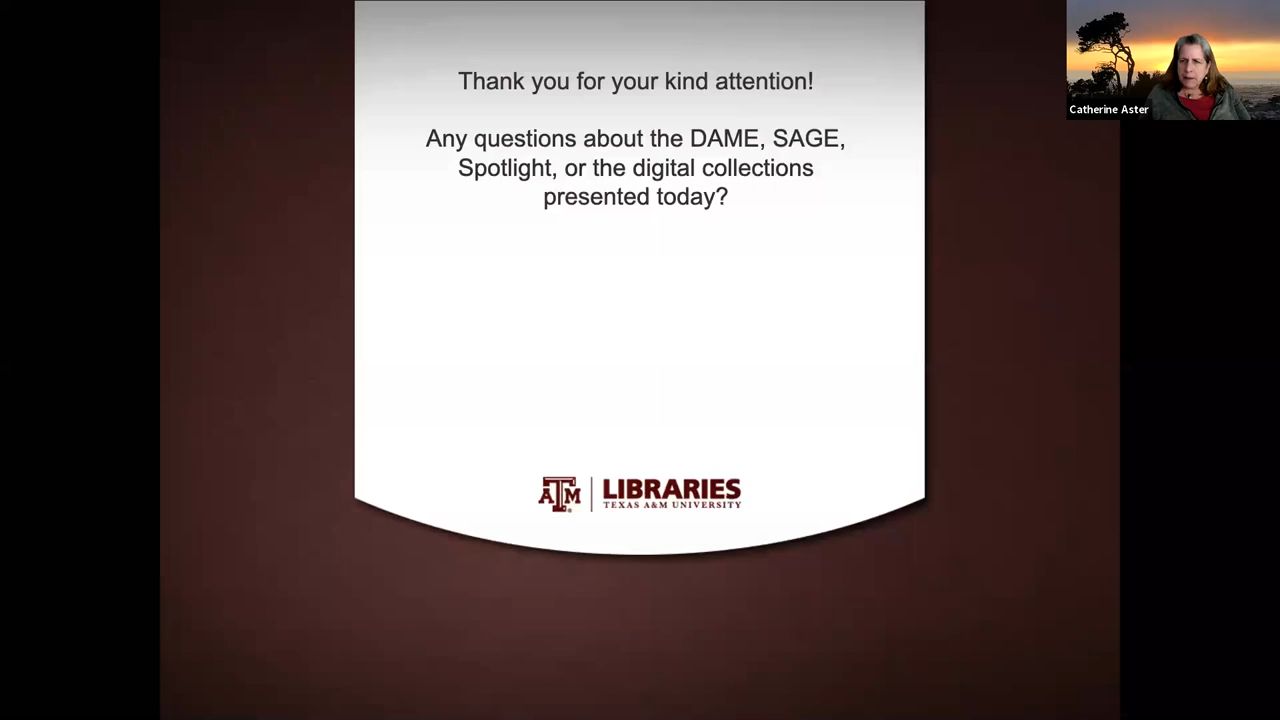 Thank you for your kind attention!
Any questions about the DAME, SAGE,
Spotlight, or the digital collections
presented today?
Catherine Aster
ATM LIBRARIES
TEXAS A&M UNIVERSITY